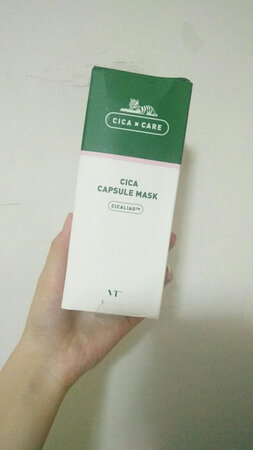 CICA × CARE
CICA
CAPSULE MASK
CICALIAO™
VT